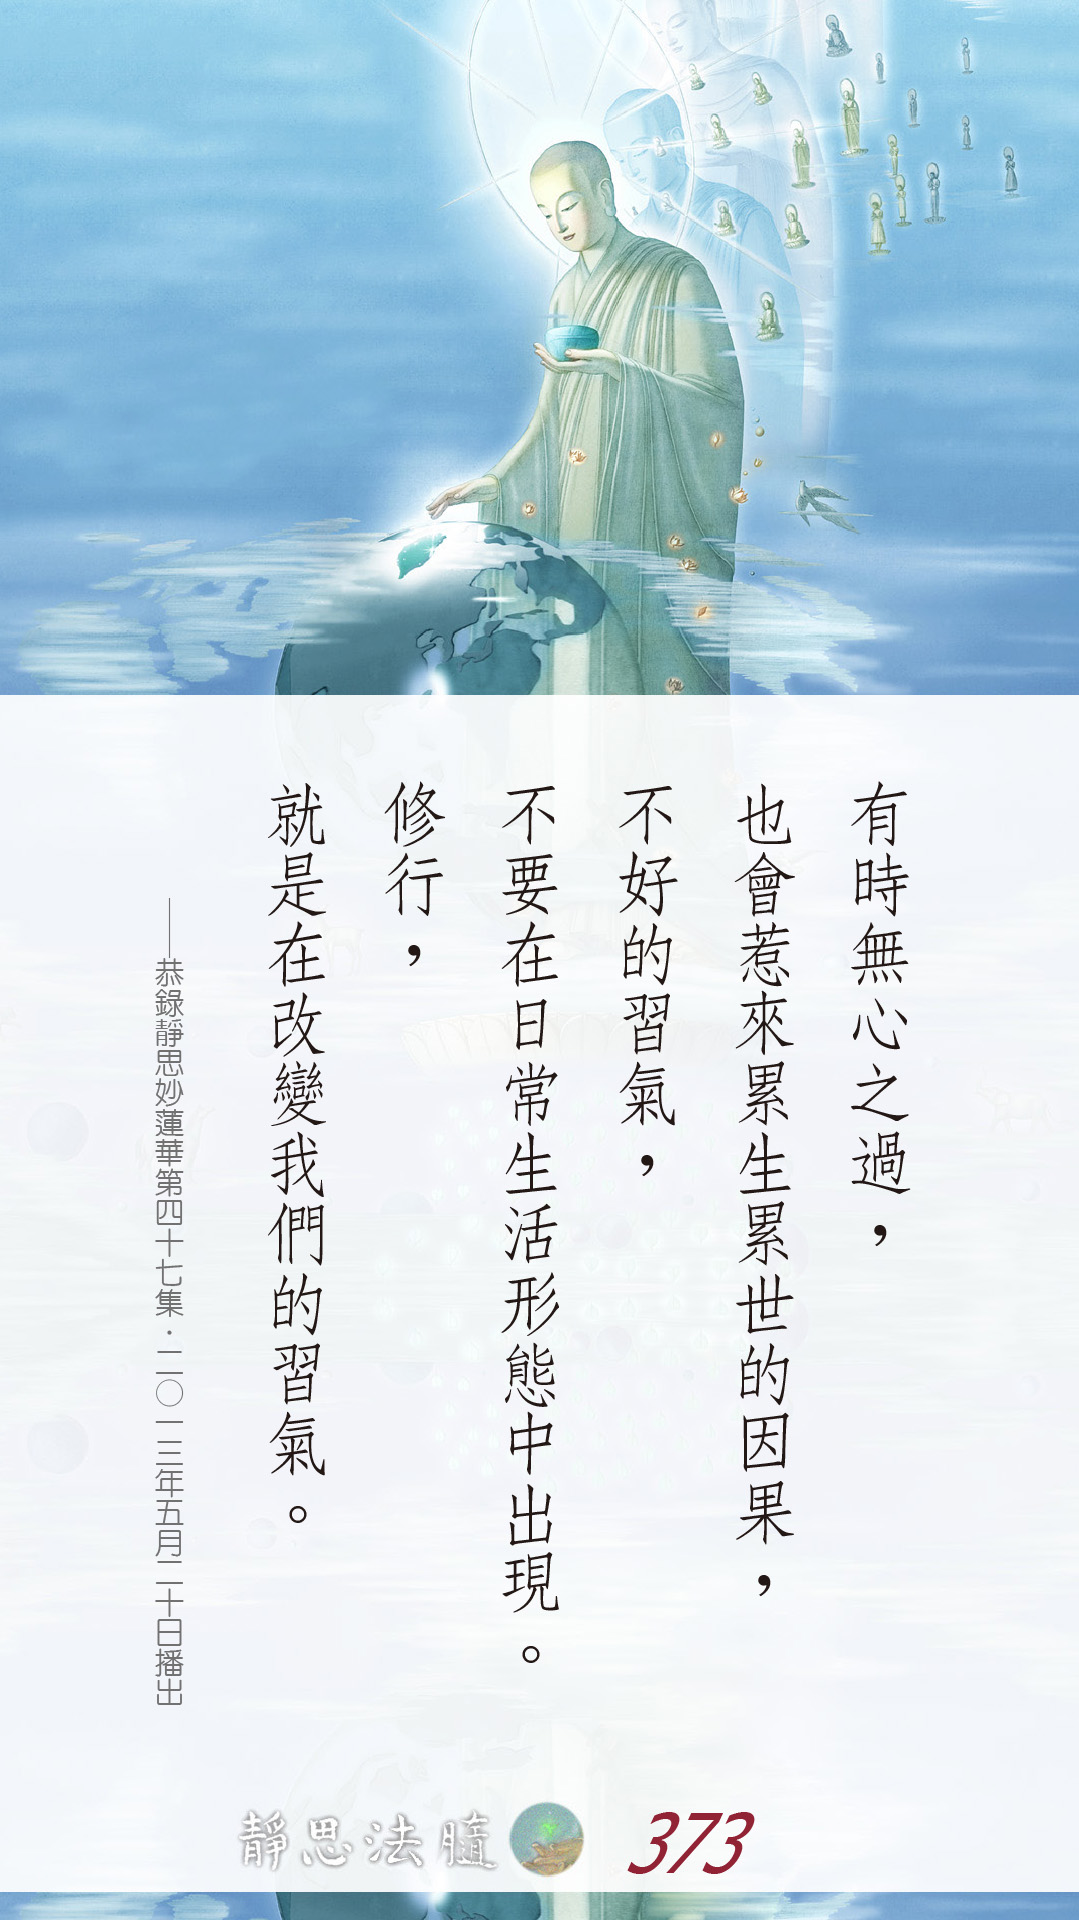 有時無心之過，
也會惹來累生累世的因果，
不好的習氣，
不要在日常生活形態中出現。
修行，
就是在改變我們的習氣。
——恭錄靜思妙蓮華第四十七集．二〇一三年五月二十日播出
靜思法髓
373